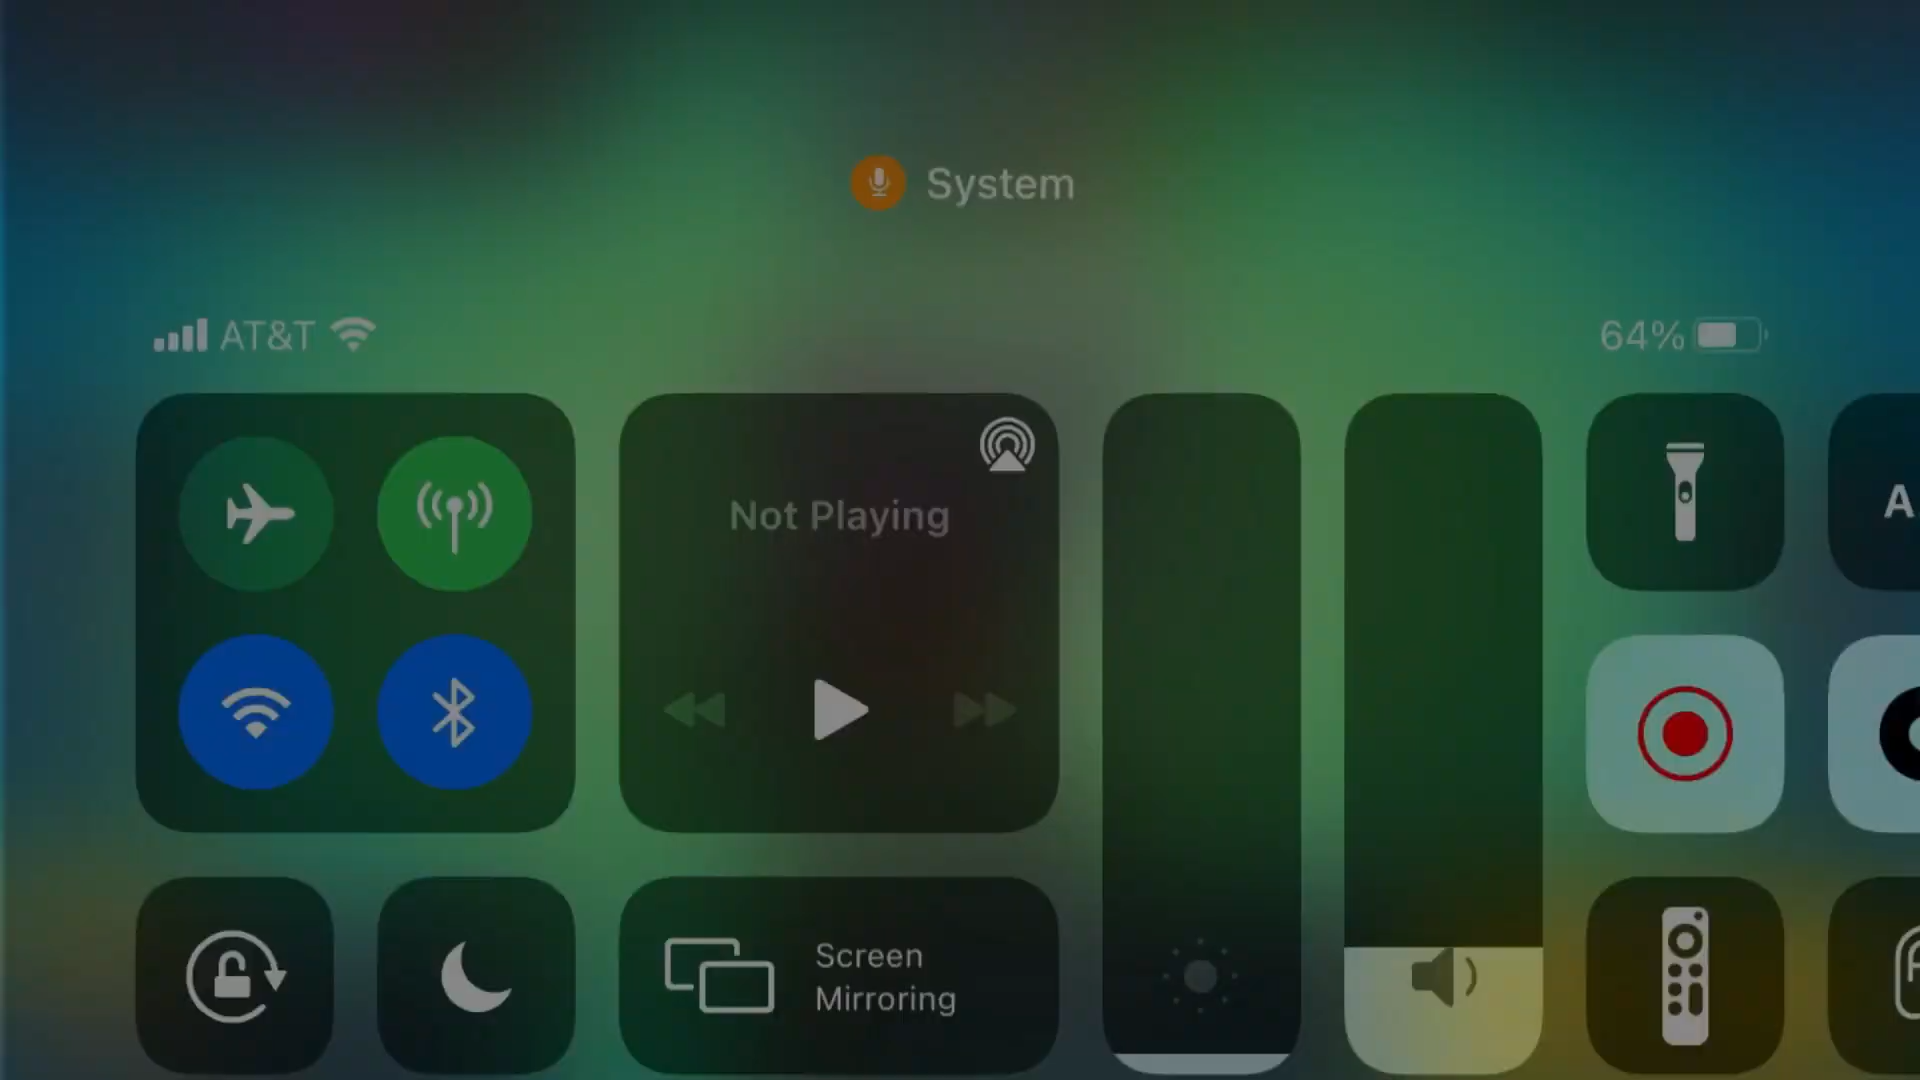 System
AT&T
64%
Not Playing
A
Screen
Mirroring